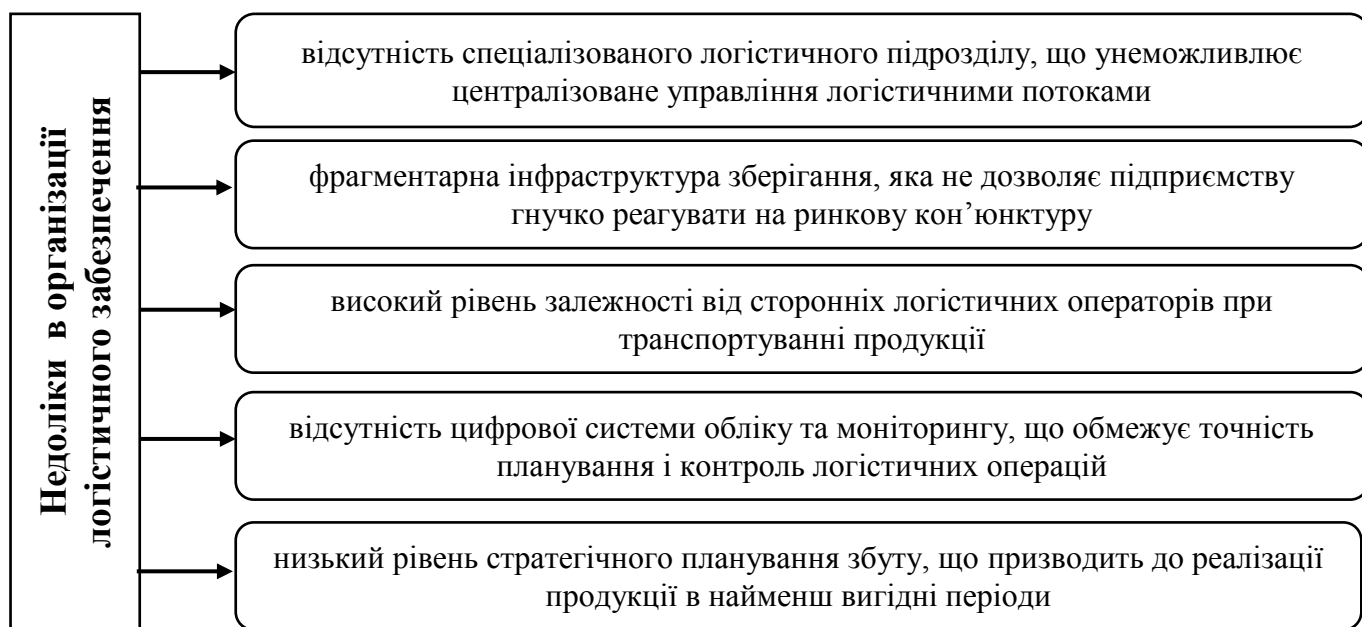 Недоліки в організації
логістичного забезпечення
відсутність спеціалізованого логістичного підрозділу, що унеможливлює
централізоване управління логістичними потоками
фрагментарна інфраструктура зберігання, яка не дозволяє підприємству
гнучко реагувати на ринкову кон’юнктуру
високий рівень залежності від сторонніх логістичних операторів при
транспортуванні продукції
відсутність цифрової системи обліку та моніторингу, що обмежує точність
планування і контроль логістичних операцій
низький рівень стратегічного планування збуту, що призводить до реалізації
продукції в найменш вигідні періоди